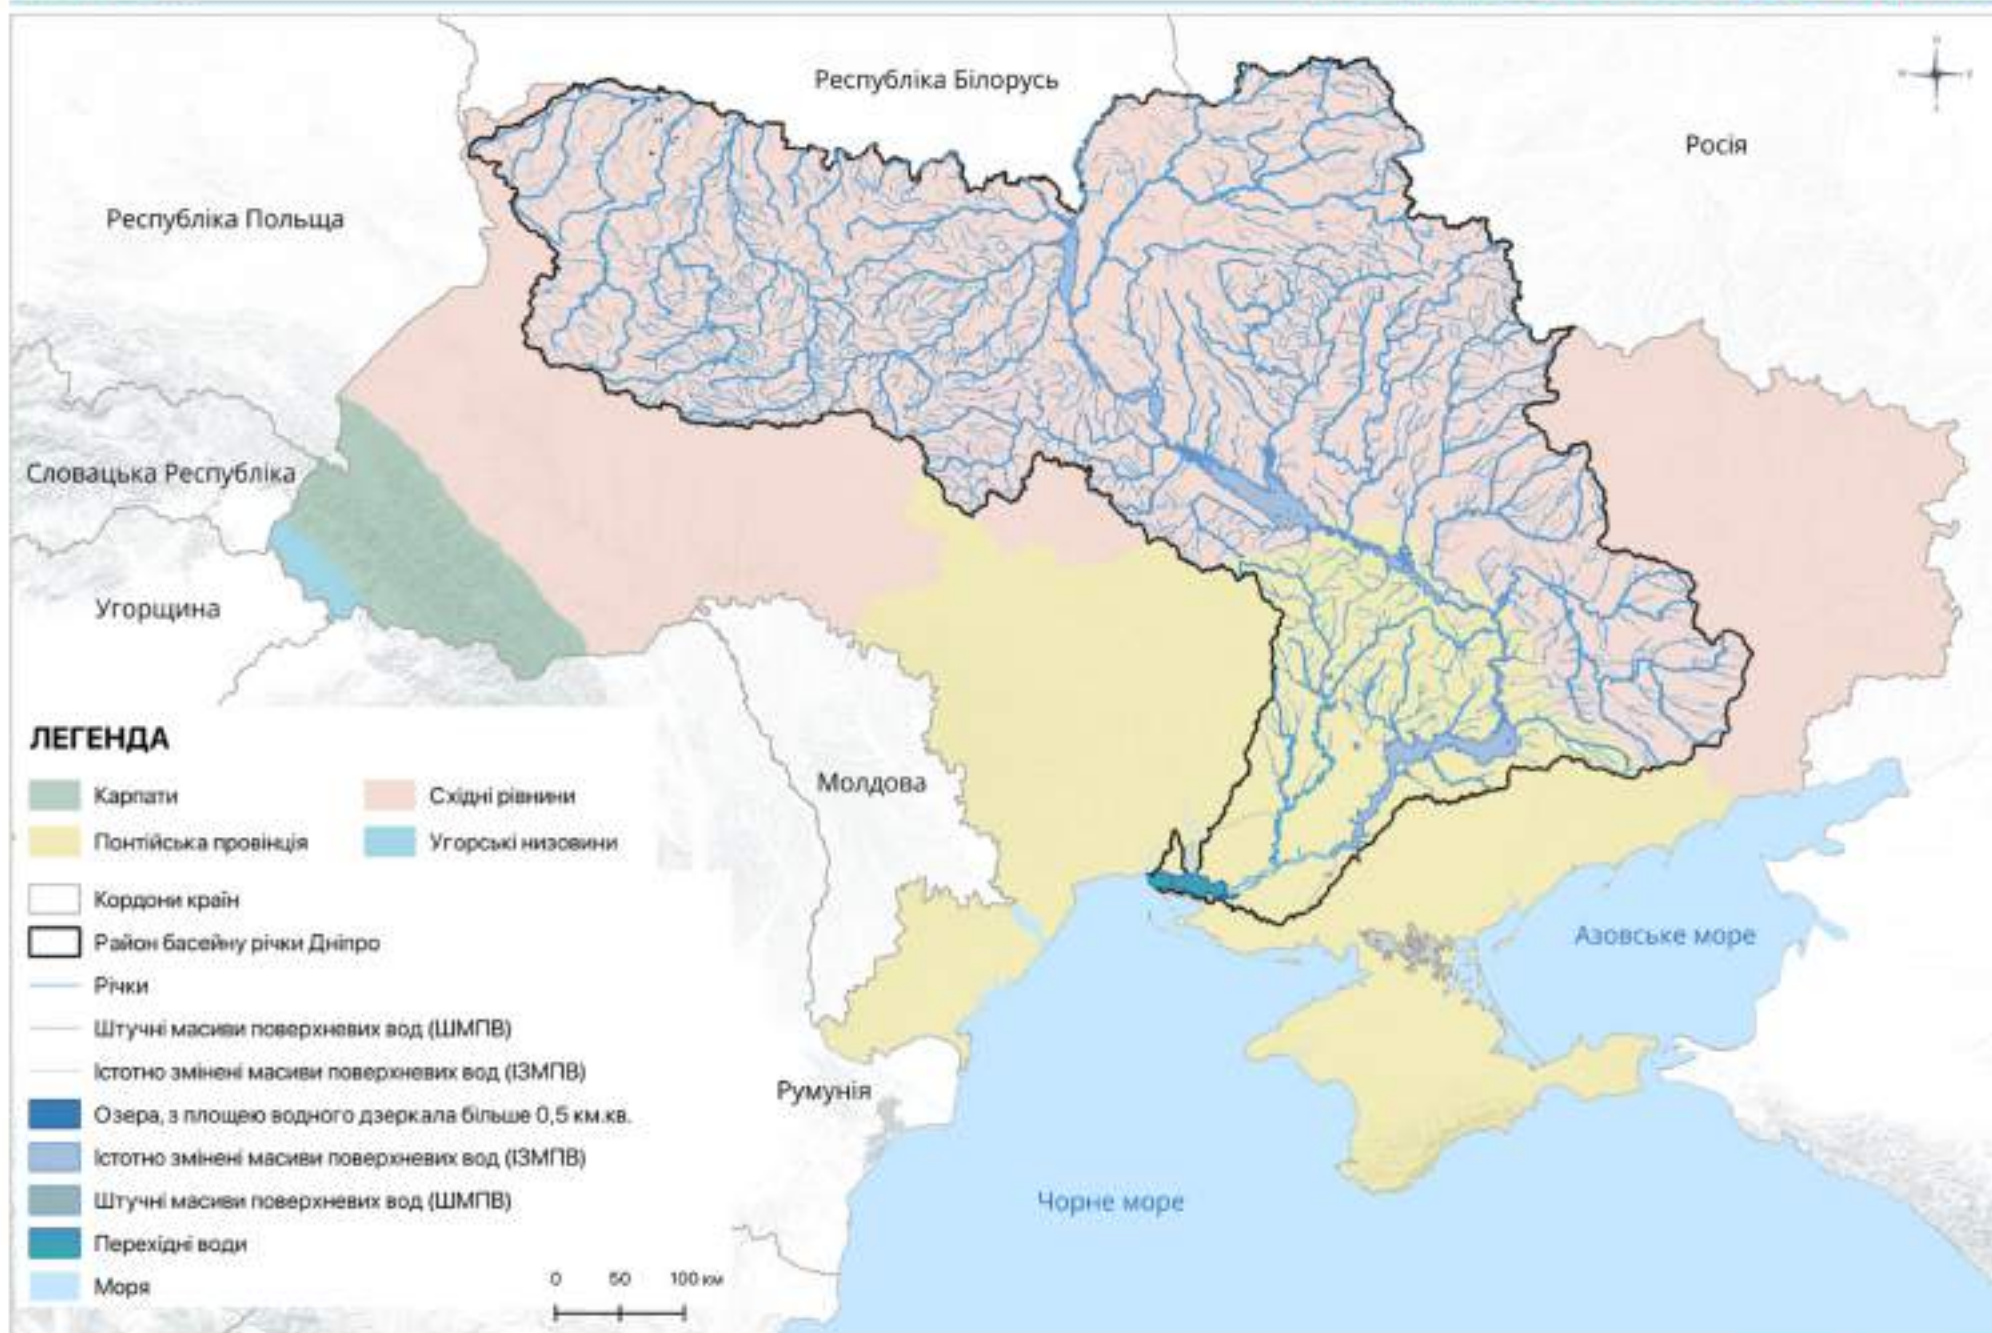 Республіка Білорусь
Росія
Республіка Польща
Словацька Республіка
Угорщина
Молдова
Румунія
Азовське море
Чорне море
ЛЕГЕНДА
Карпати
Східні рівнини
Понтійська провінція
Угорські низовини
Кордони країн
Район басейну річки Дніпро
Річки
Штучні масиви поверхневих вод (ШМПВ)
Істотно змінені масиви поверхневих вод (ІЗМПВ)
Озера, з площею водного дзеркала більше 0,5 км.кв.
Істотно змінені масиви поверхневих вод (ІЗМПВ)
Штучні масиви поверхневих вод (ШМПВ)
Перехідні води
Моря
0 50 100 км